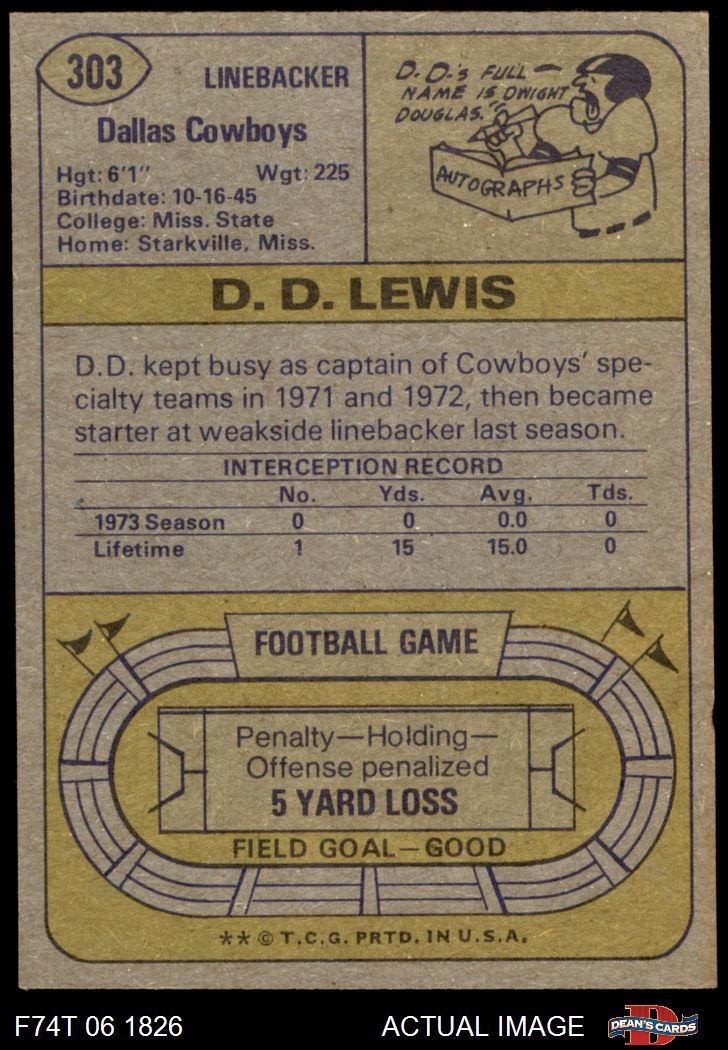 303
LINEBACKER
Dallas Cowboys
Hgt: 6'1" Wgt: 225
Birthdate: 10-16-45
College: Miss. State
Home: Starkville, Miss.
D. D.'s FULL
NAME IS DWIGHT
DOUGLAS.
AUTOGRAPHS
D. D. LEWIS
D.D. kept busy as captain of Cowboys' spe-
cialty teams in 1971 and 1972, then became
starter at weakside linebacker last season.
INTERCEPTION RECORD
No. Yds. Avg. Tds.
1973 Season 0 0 0.0 0
Lifetime 1 15 15.0 0
FOOTBALL GAME
Penalty—Holding—
Offense penalized
5 YARD LOSS
FIELD GOAL—GOOD
** © T.C.G. PRTD. IN U.S.A.
F74T 06 1826 ACTUAL IMAGE
D
DEAN'S CARDS